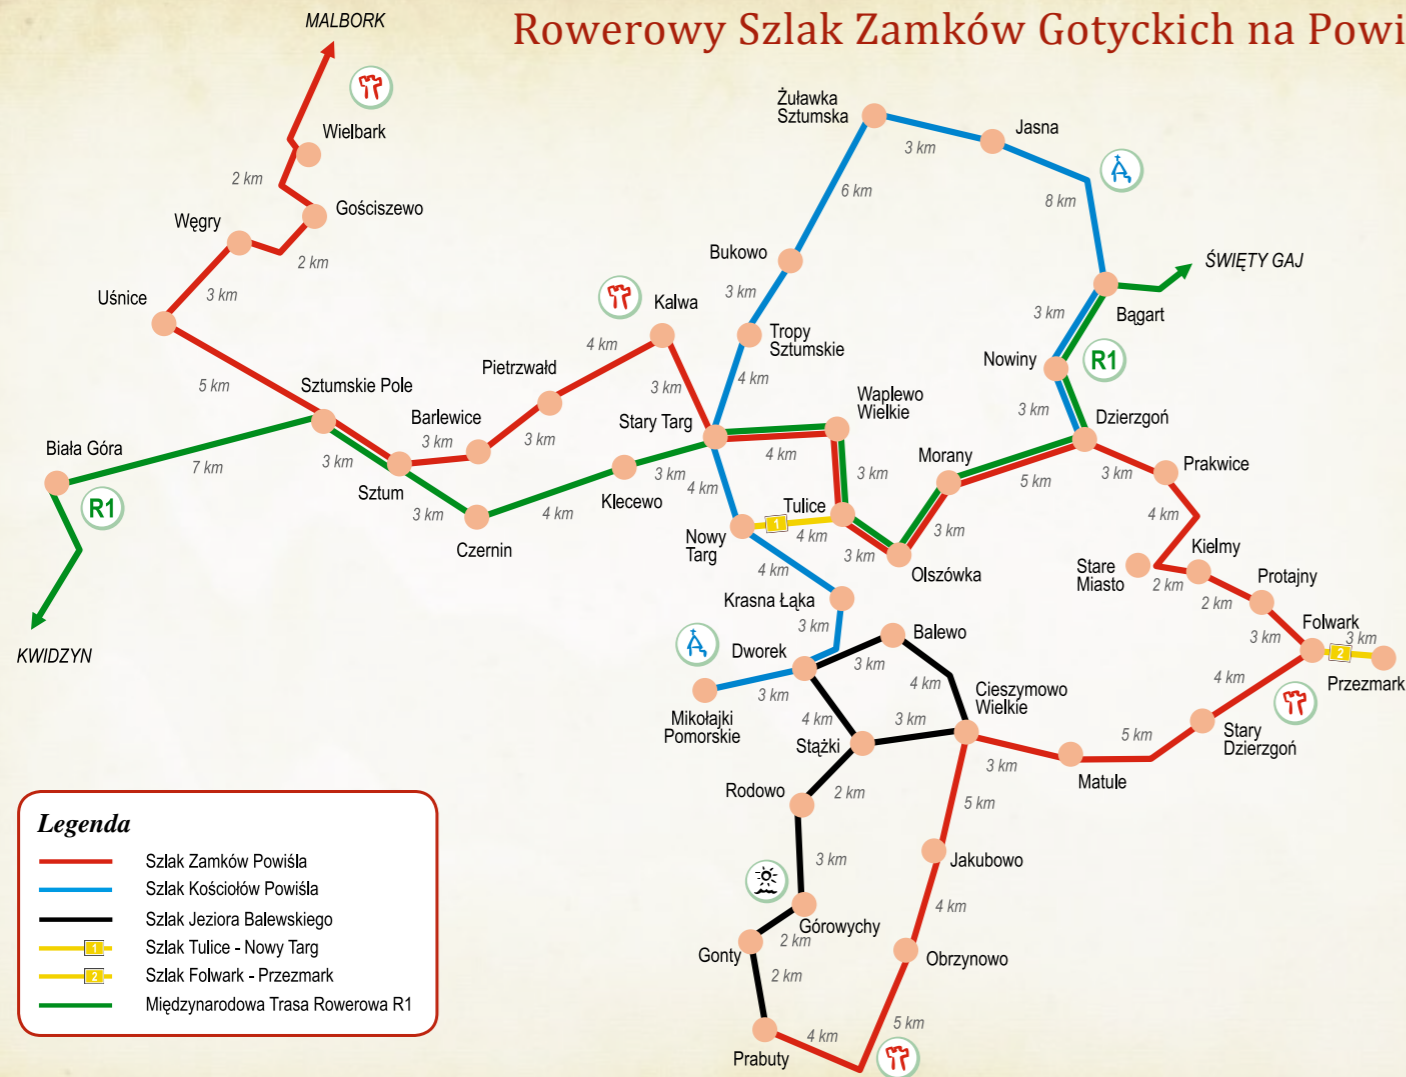 Rowerowy Szlak Zamków Gotyckich na Powi
MALBORK
Wielbark
2 km
Gościszewo
Węgry
2 km
3 km
Uśnice
5 km
Sztumskie Pole
Biała Góra
7 km
R1
KWIDZYN
3 km
Sztum
Barlewice
3 km
Pietrzwałd
3 km
4 km
Kalwa
3 km
3 km
Czernin
4 km
Klecewo
3 km
Stary Targ
4 km
Tropy
Sztumskie
3 km
Bukowo
6 km
Żuławka
Sztumska
3 km
Jasna
8 km
ŚWIĘTY GAJ
Bągart
3 km
R1
Nowiny
3 km
Dzierzgoń
Waplewo
Wielkie
4 km
3 km
Tulice
4 km
Nowy
Targ
1
4 km
3 km
Olszówka
3 km
Morany
5 km
3 km
Prakwice
4 km
Stare
Miasto
2 km
Kielmy
2 km
Protajny
3 km
Folwark
3 km
2
Przezmark
4 km
Stary
Dzierzgoń
5 km
Matule
3 km
4 km
Krasna Łąka
3 km
Dworek
3 km
Mikołajki
Pomorskie
Balewo
3 km
4 km
Cieszymowo
Wielkie
4 km
3 km
Stążki
2 km
Rodowo
3 km
Górowychy
2 km
Gonty
2 km
Prabuty
4 km
5 km
Obrzynowo
4 km
Jakubowo
5 km
Legenda
Szlak Zamków Powiśla
Szlak Kościołów Powiśla
Szlak Jeziora Balewskiego
1 Szlak Tulice - Nowy Targ
2 Szlak Folwark - Przezmark
Międzynarodowa Trasa Rowerowa R1